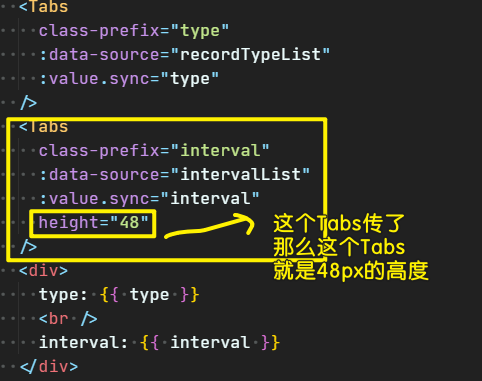 <Tabs
class-prefix="type"
:data-source="recordTypeList"
:value.sync="type"
/>
<Tabs
class-prefix="interval"
:data-source="intervalList"
:value.sync="interval"
height="48"
/>
这个Tabs传了
那么这个Tabs
就是48px的高度
<div>
type: {{ type }}
<br />
interval: {{ interval }}
</div>